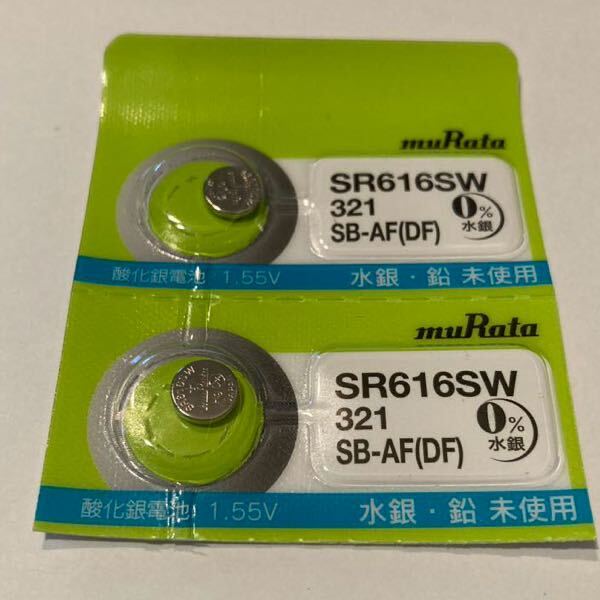 muRata
SR616SW
321
SB-AF(DF)
0%
水銀
酸化銀電池 1.55V
水銀・鉛 未使用
muRata
SR616SW
321
SB-AF(DF)
0%
水銀
酸化銀電池 1.55V
水銀・鉛 未使用
SR616SW